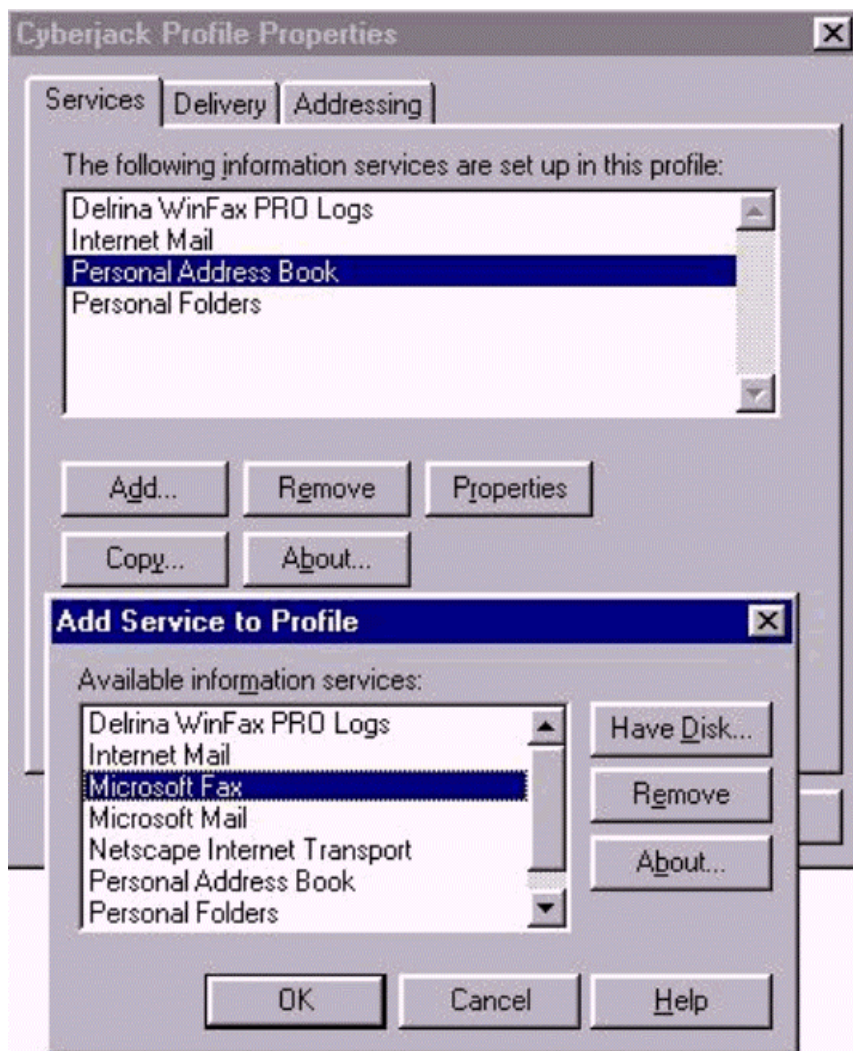 Cyberjack Profile Properties
Services Delivery Addressing
The following information services are set up in this profile:
Delrina WinFax PRO Logs
Internet Mail
Personal Address Book
Personal Folders
Add... Remove Properties
Copy... About...
Add Service to Profile
Available information services:
Delrina WinFax PRO Logs
Internet Mail
Microsoft Fax
Microsoft Mail
Netscape Internet Transport
Personal Address Book
Personal Folders
Have Disk...
Remove
About...
OK Cancel Help